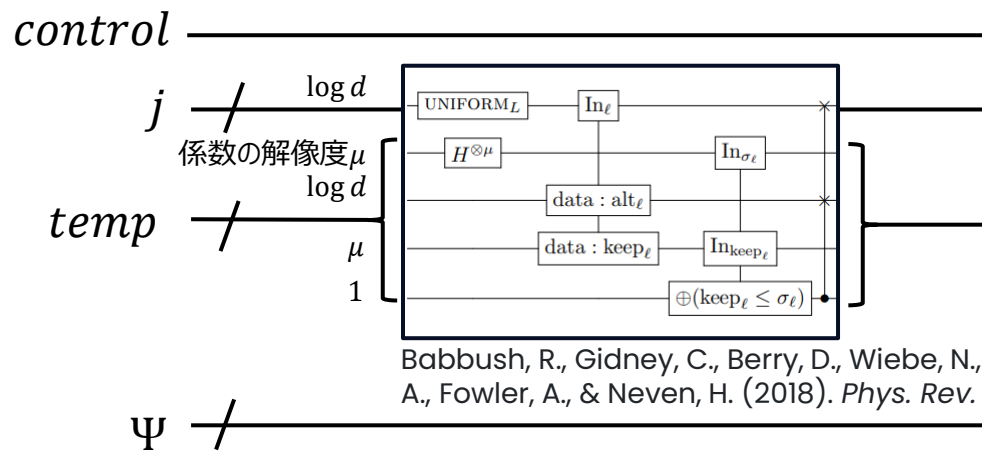 control
j
log d
UNIFORM_L
In_ℓ
係数の解像度μ
H^{⊗μ}
In_{σ_ℓ}
log d
data : alt_ℓ
temp
μ
data : keep_ℓ
In_{keep_ℓ}
1
⊕(keep_ℓ ≤ σ_ℓ)
Babbush, R., Gidney, C., Berry, D., Wiebe, N.,
A., Fowler, A., & Neven, H. (2018). Phys. Rev.
Ψ